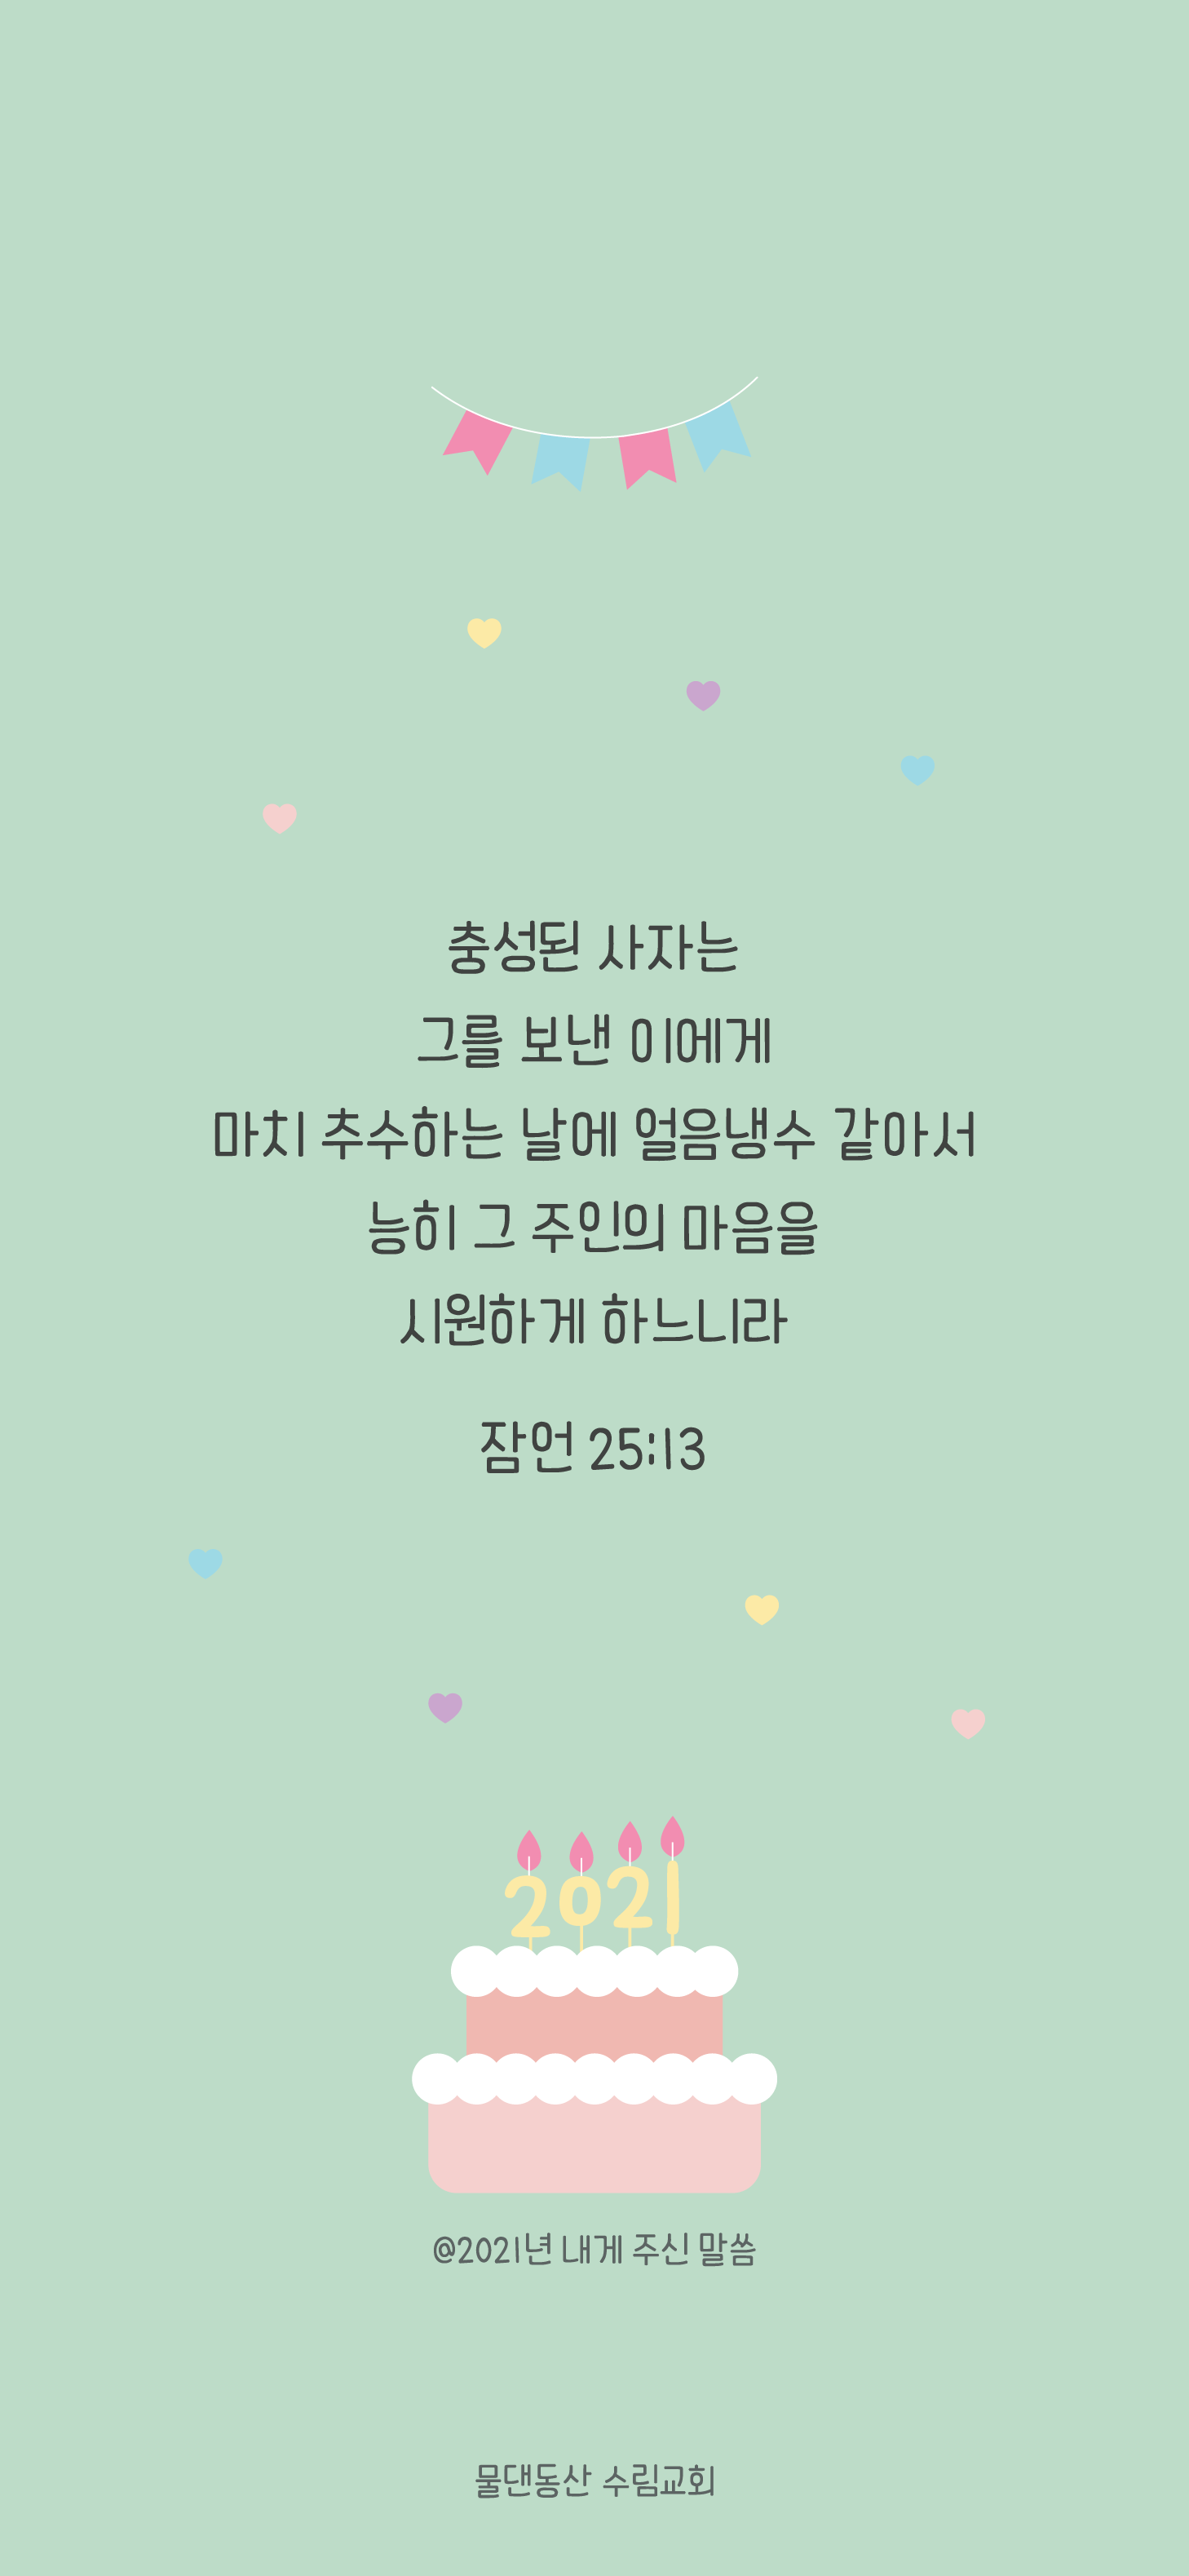 충성된 사자는
그를 보낸 이에게
마치 추수하는 날에 얼음냉수 같아서
능히 그 주인의 마음을
시원하게 하느니라
잠언 25:13
2021
@2021년 내게 주신 말씀
물댄동산 수림교회